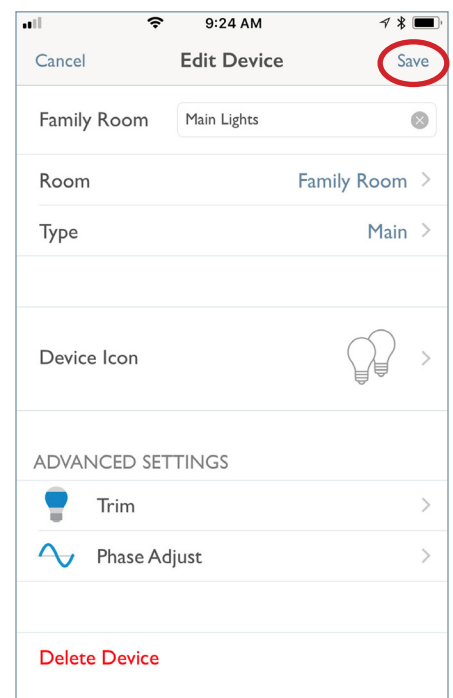 9:24 AM
Cancel Edit Device Save
Family Room Main Lights
Room Family Room
Type Main
Device Icon
ADVANCED SETTINGS
Trim
Phase Adjust
Delete Device